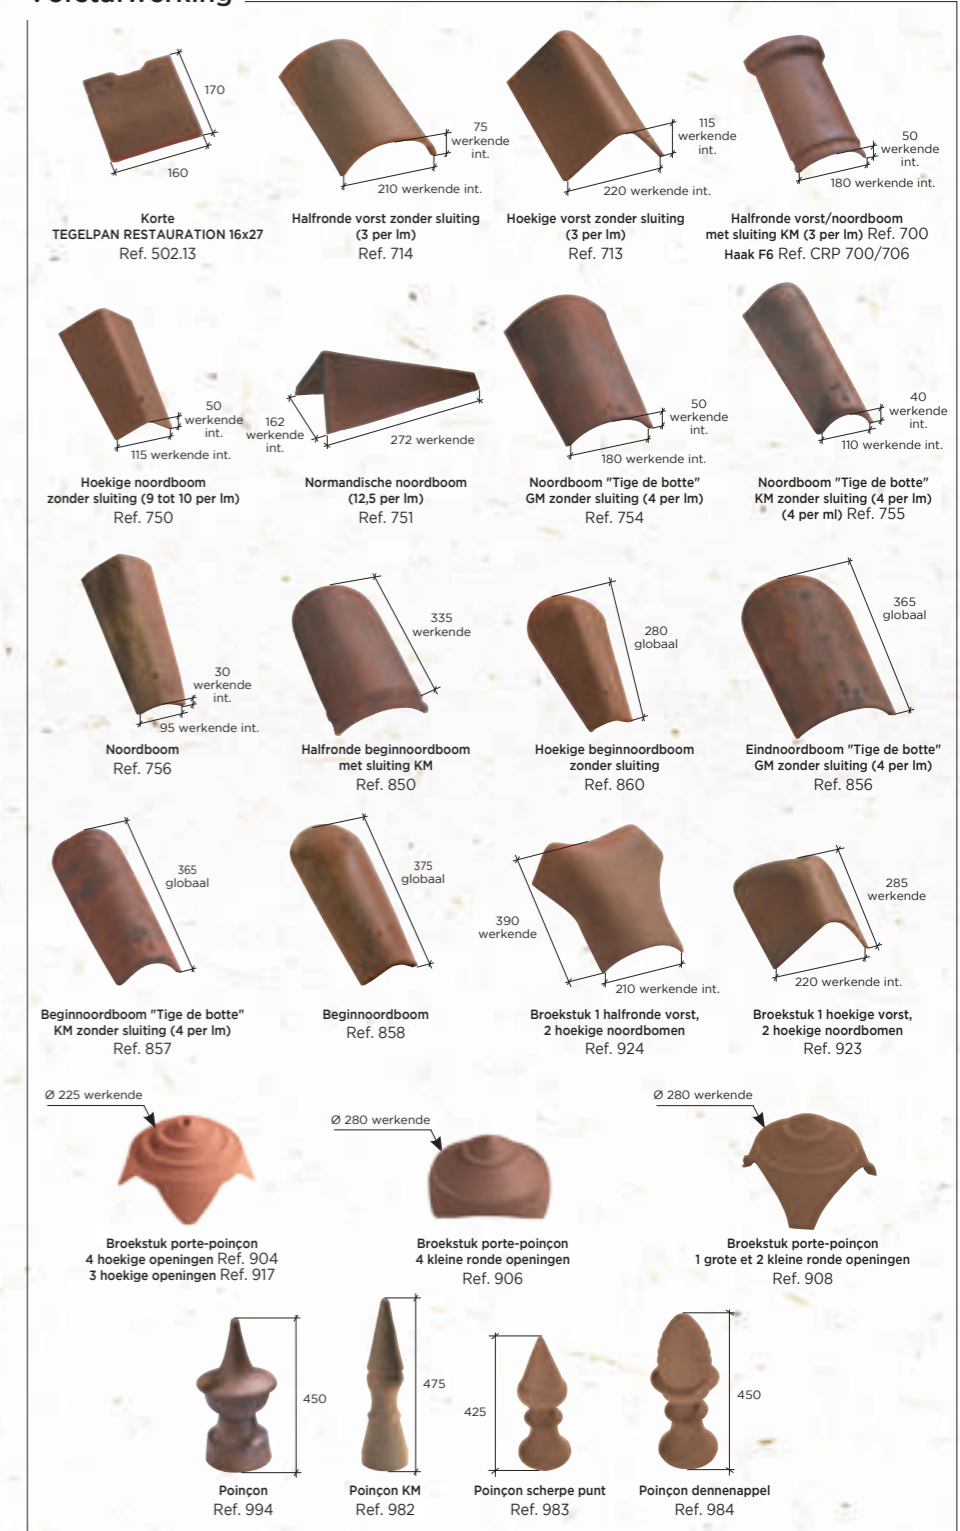 Vorstafwerking
170
160
Korte
TEGELPAN RESTAURATION 16x27
Ref. 502.13
75
werkende
int.
210 werkende int.
Halfronde vorst zonder sluiting
(3 per lm)
Ref. 714
115
werkende
int.
220 werkende int.
Hoekige vorst zonder sluiting
(3 per lm)
Ref. 713
50
werkende
int.
180 werkende int.
Halfronde vorst/noordboom
met sluiting KM (3 per lm) Ref. 700
Haak F6 Ref. CRP 700/706
50
werkende
int.
115 werkende int.
Hoekige noordboom
zonder sluiting (9 tot 10 per lm)
Ref. 750
162
werkende
int.
272 werkende
Normandische noordboom
(12,5 per lm)
Ref. 751
50
werkende
int.
180 werkende int.
Noordboom "Tige de botte"
GM zonder sluiting (4 per lm)
Ref. 754
40
werkende
int.
110 werkende int.
Noordboom "Tige de botte"
KM zonder sluiting (4 per lm)
(4 per ml) Ref. 755
30
werkende
int.
95 werkende int.
Noordboom
Ref. 756
335
werkende
Halfronde beginnoordboom
met sluiting KM
Ref. 850
280
globaal
Hoekige beginnoordboom
zonder sluiting
Ref. 860
365
globaal
Eindnoordboom "Tige de botte"
GM zonder sluiting (4 per lm)
Ref. 856
365
globaal
Beginnoordboom "Tige de botte"
KM zonder sluiting (4 per lm)
Ref. 857
375
globaal
Beginnoordboom
Ref. 858
390
werkende
210 werkende int.
Broekstuk 1 halfronde vorst,
2 hoekige noordbomen
Ref. 924
285
werkende
220 werkende int.
Broekstuk 1 hoekige vorst,
2 hoekige noordbomen
Ref. 923
Ø 225 werkende
Broekstuk porte-poinçon
4 hoekige openingen Ref. 904
3 hoekige openingen Ref. 917
Ø 280 werkende
Broekstuk porte-poinçon
4 kleine ronde openingen
Ref. 906
Ø 280 werkende
Broekstuk porte-poinçon
1 grote et 2 kleine ronde openingen
Ref. 908
450
Poinçon
Ref. 994
475
Poinçon KM
Ref. 982
425
Poinçon scherpe punt
Ref. 983
450
Poinçon dennenappel
Ref. 984